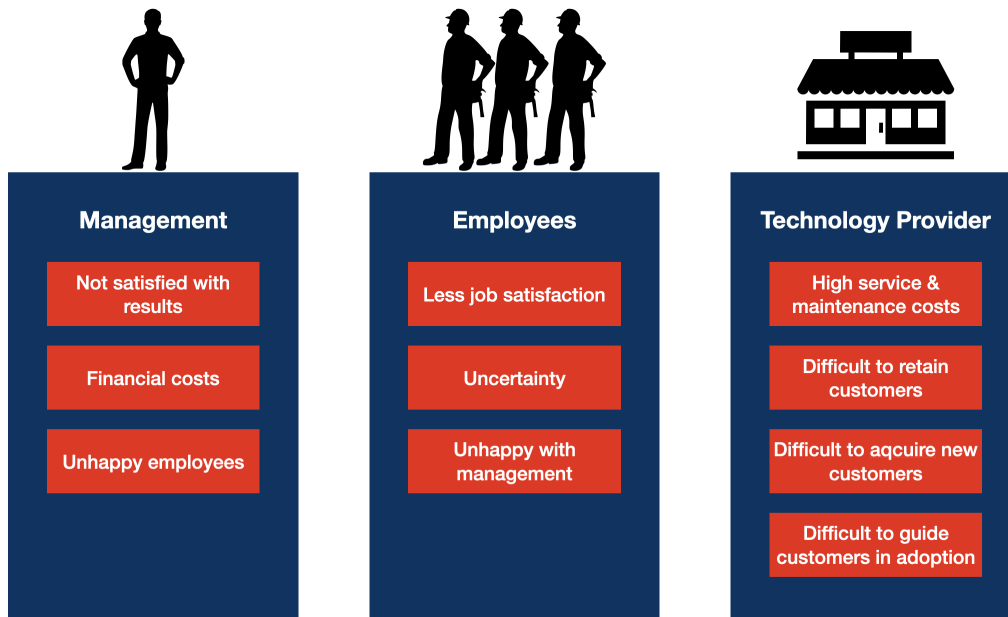 Management
Not satisfied with
results
Financial costs
Unhappy employees
Employees
Less job satisfaction
Uncertainty
Unhappy with
management
Technology Provider
High service &
maintenance costs
Difficult to retain
customers
Difficult to aqcuire new
customers
Difficult to guide
customers in adoption